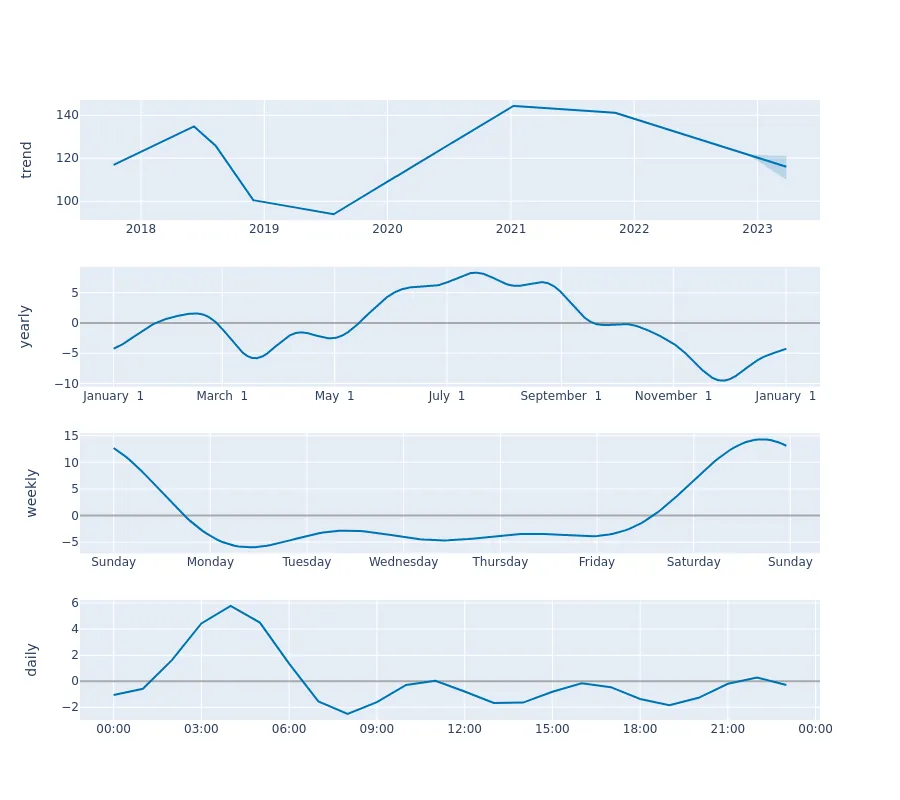 trend
140
120
100
2018 2019 2020 2021 2022 2023
yearly
5
0
−5
−10
January 1 March 1 May 1 July 1 September 1 November 1 January 1
weekly
15
10
5
0
−5
Sunday Monday Tuesday Wednesday Thursday Friday Saturday Sunday
daily
6
4
2
0
−2
00:00 03:00 06:00 09:00 12:00 15:00 18:00 21:00 00:00